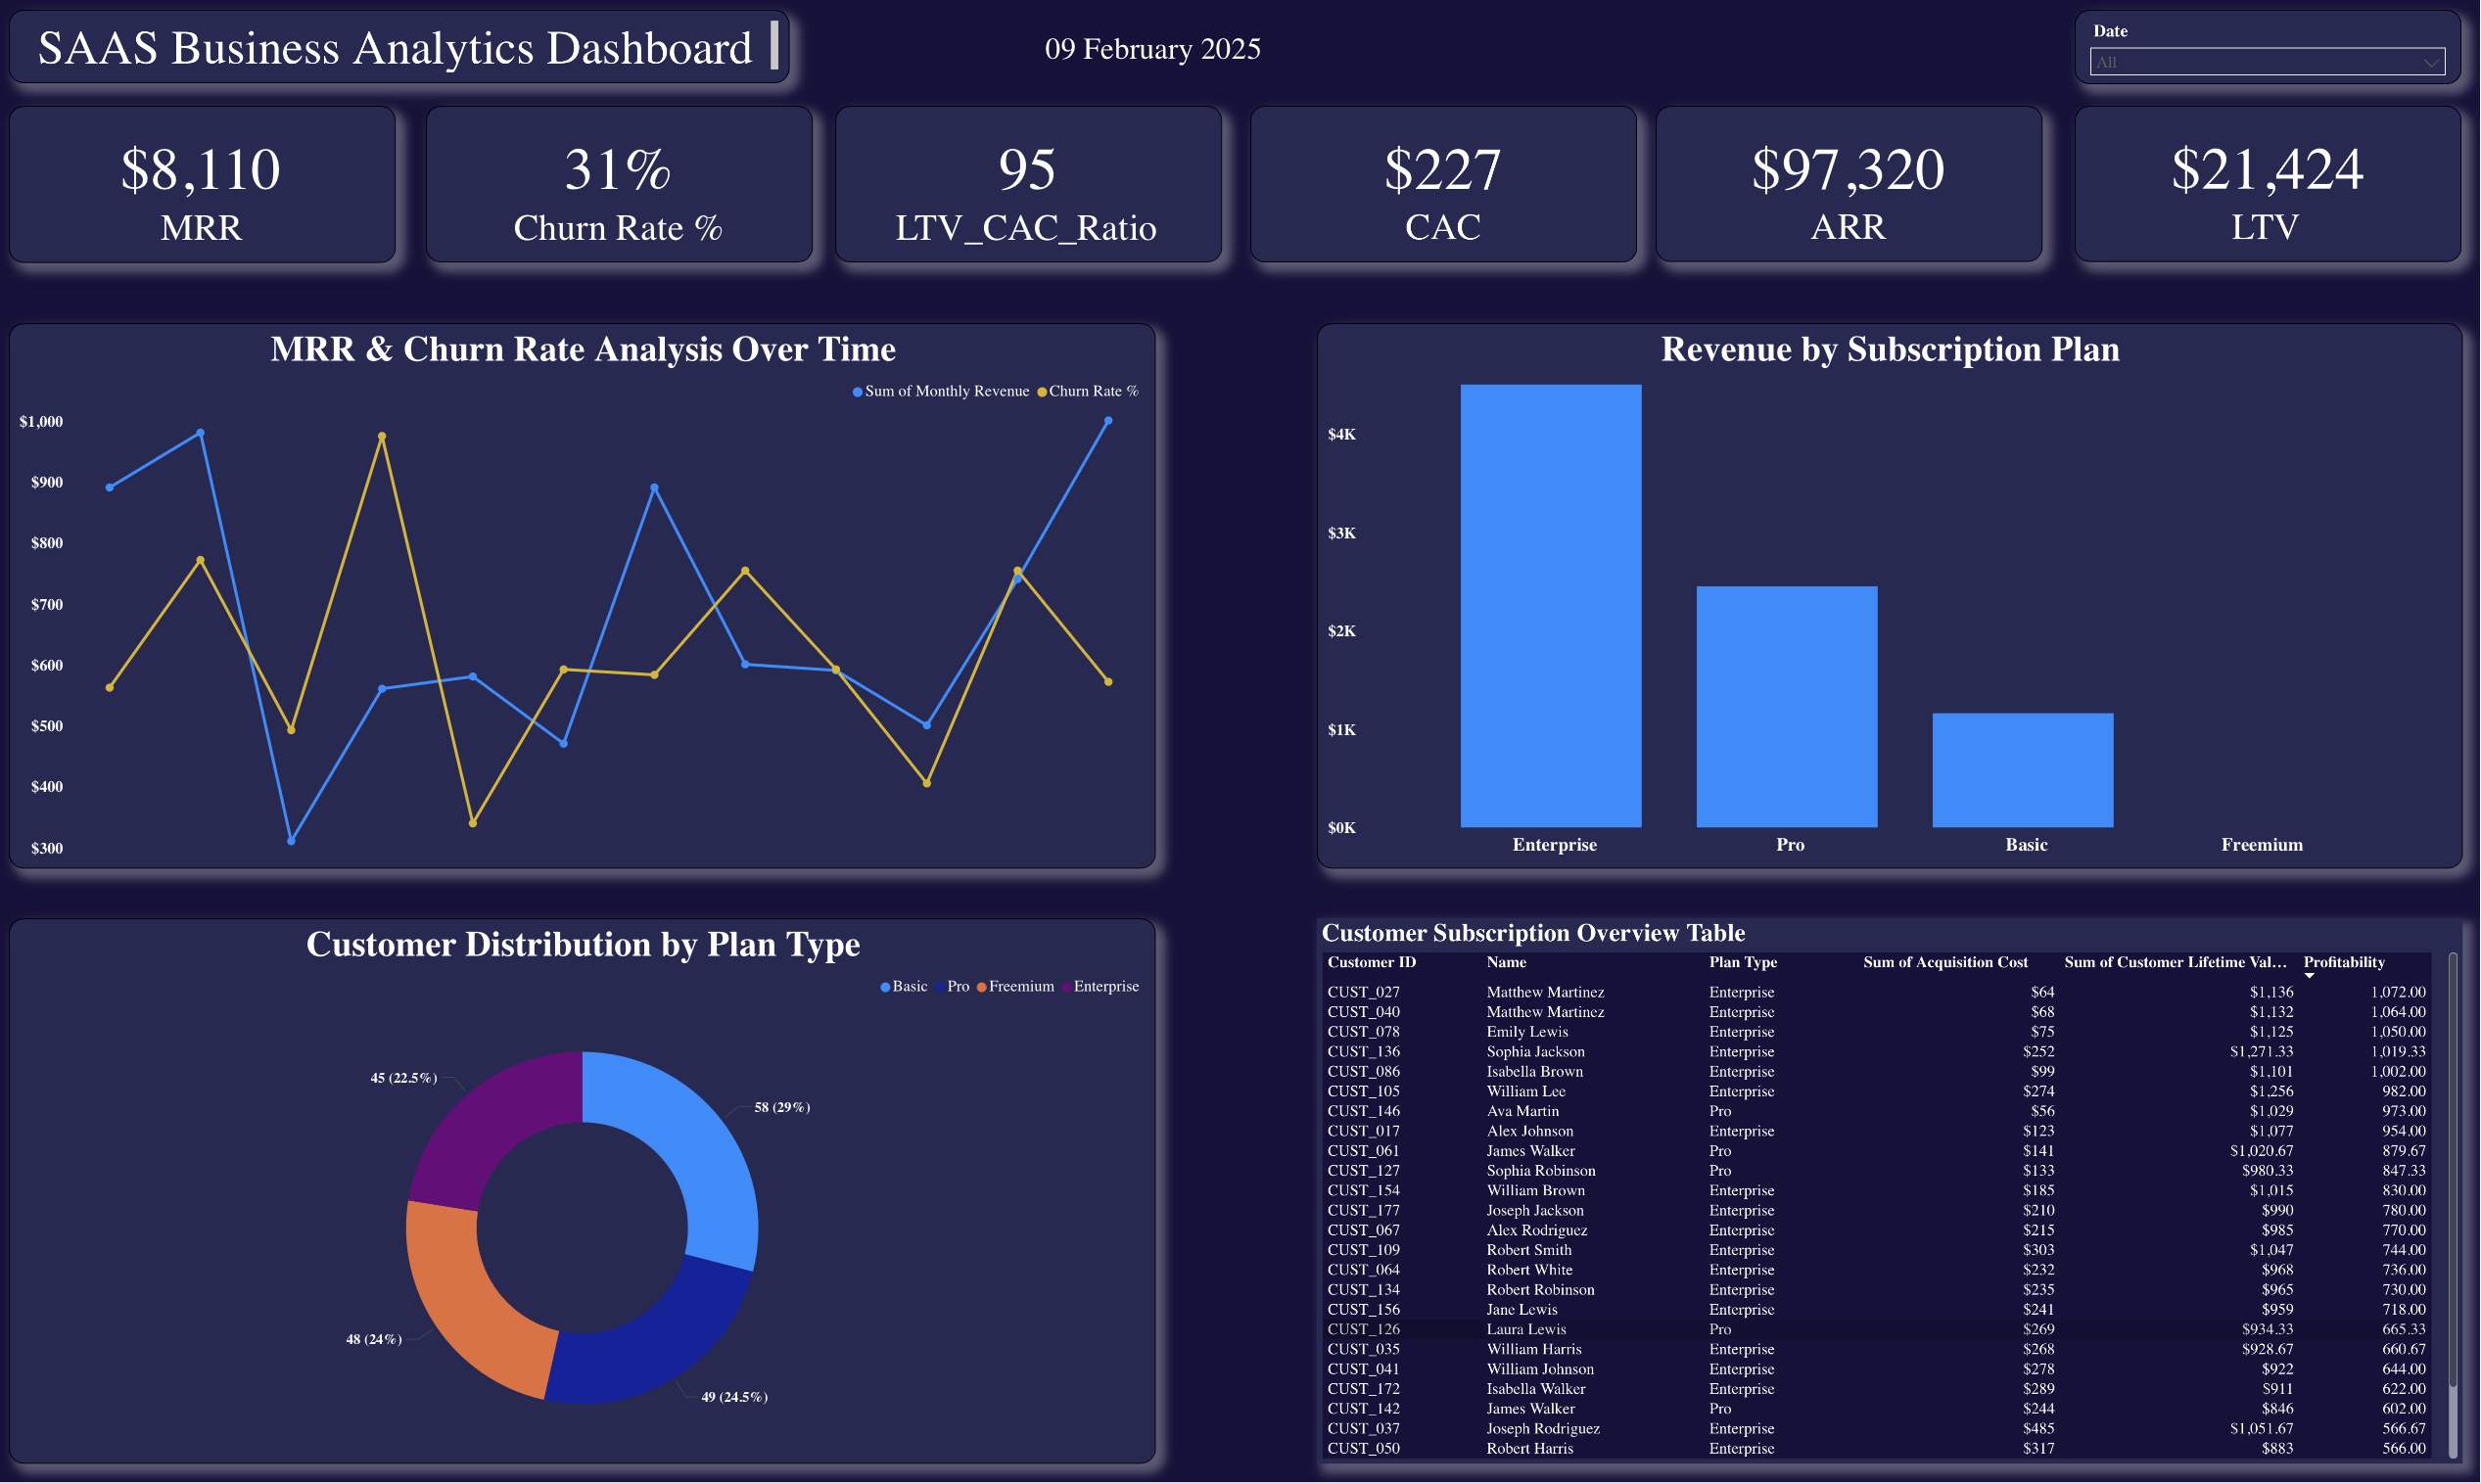 SAAS Business Analytics Dashboard
09 February 2025
Date
All
$8,110
MRR
31%
Churn Rate %
95
LTV_CAC_Ratio
$227
CAC
$97,320
ARR
$21,424
LTV
MRR & Churn Rate Analysis Over Time
Sum of Monthly Revenue Churn Rate %
$1,000
$900
$800
$700
$600
$500
$400
$300
Revenue by Subscription Plan
$4K
$3K
$2K
$1K
$0K
Enterprise Pro Basic Freemium
Customer Distribution by Plan Type
Basic Pro Freemium Enterprise
45 (22.5%)
58 (29%)
48 (24%)
49 (24.5%)
Customer Subscription Overview Table
Customer ID Name Plan Type Sum of Acquisition Cost Sum of Customer Lifetime Val... Profitability
CUST_027 Matthew Martinez Enterprise $64 $1,136 1,072.00
CUST_040 Matthew Martinez Enterprise $68 $1,132 1,064.00
CUST_078 Emily Lewis Enterprise $75 $1,125 1,050.00
CUST_136 Sophia Jackson Enterprise $252 $1,271.33 1,019.33
CUST_086 Isabella Brown Enterprise $99 $1,101 1,002.00
CUST_105 William Lee Enterprise $274 $1,256 982.00
CUST_146 Ava Martin Pro $56 $1,029 973.00
CUST_017 Alex Johnson Enterprise $123 $1,077 954.00
CUST_061 James Walker Pro $141 $1,020.67 879.67
CUST_127 Sophia Robinson Pro $133 $980.33 847.33
CUST_154 William Brown Enterprise $185 $1,015 830.00
CUST_177 Joseph Jackson Enterprise $210 $990 780.00
CUST_067 Alex Rodriguez Enterprise $215 $985 770.00
CUST_109 Robert Smith Enterprise $303 $1,047 744.00
CUST_064 Robert White Enterprise $232 $968 736.00
CUST_134 Robert Robinson Enterprise $235 $965 730.00
CUST_156 Jane Lewis Enterprise $241 $959 718.00
CUST_126 Laura Lewis Pro $269 $934.33 665.33
CUST_035 William Harris Enterprise $268 $928.67 660.67
CUST_041 William Johnson Enterprise $278 $922 644.00
CUST_172 Isabella Walker Enterprise $289 $911 622.00
CUST_142 James Walker Pro $244 $846 602.00
CUST_037 Joseph Rodriguez Enterprise $485 $1,051.67 566.67
CUST_050 Robert Harris Enterprise $317 $883 566.00